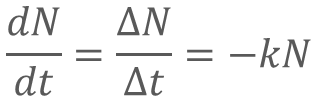 dN/dt = ΔN/Δt = −kN